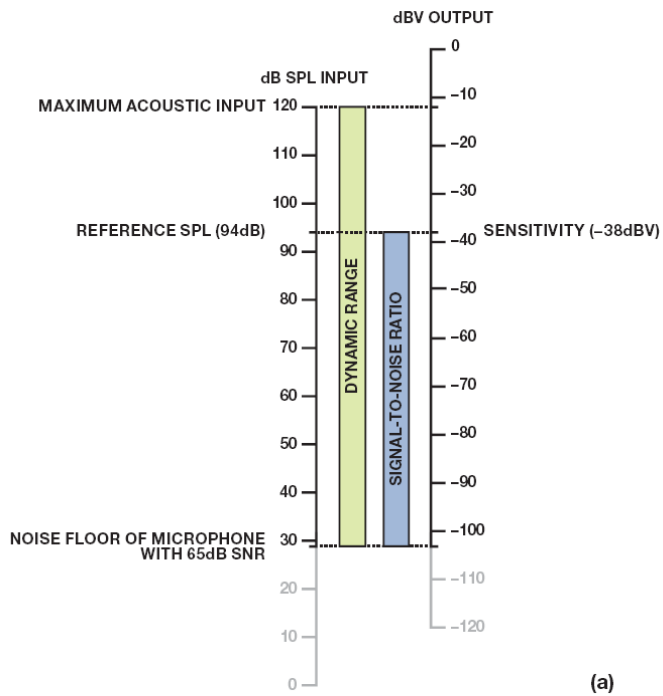 dBV OUTPUT
0
dB SPL INPUT
–10
MAXIMUM ACOUSTIC INPUT 120
–20
110
–30
100
REFERENCE SPL (94dB)
SENSITIVITY (–38dBV)
–40
90
–50
80
DYNAMIC RANGE
–60
70
SIGNAL-TO-NOISE RATIO
–70
60
–80
50
–90
40
–100
NOISE FLOOR OF MICROPHONE
WITH 65dB SNR
30
–110
20
–120
10
0
(a)